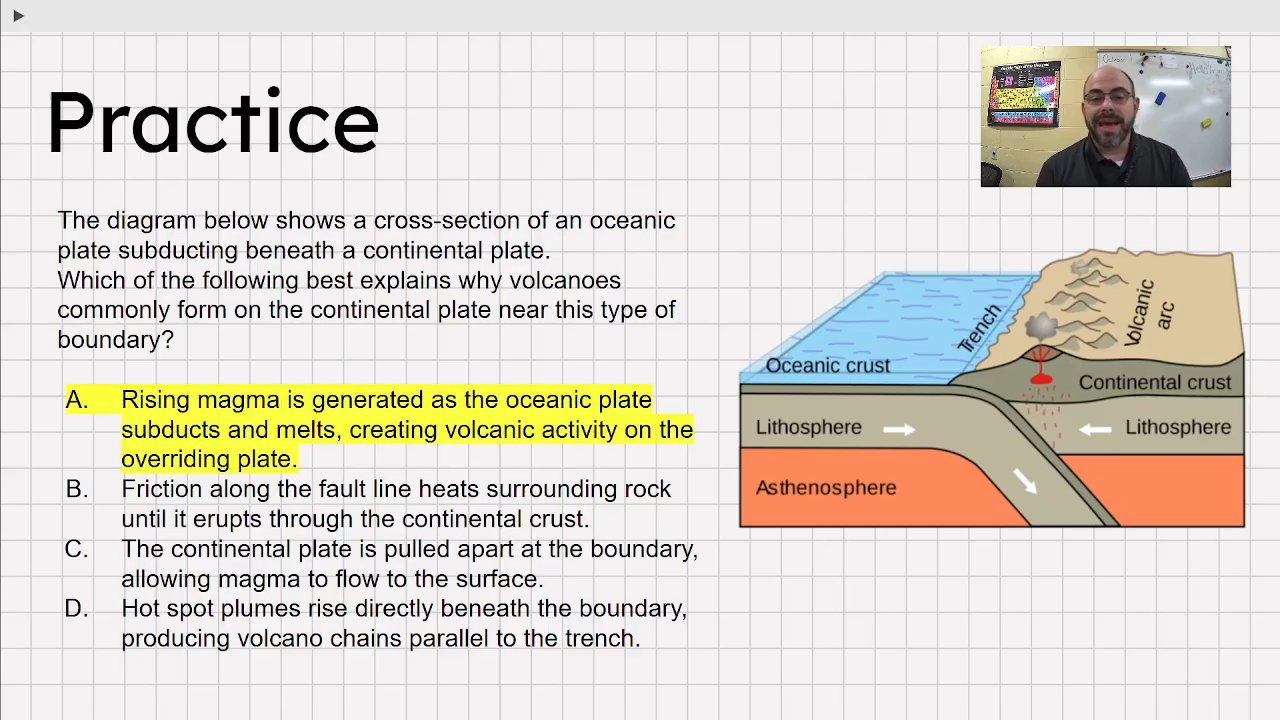 Practice
The diagram below shows a cross-section of an oceanic
plate subducting beneath a continental plate.
Which of the following best explains why volcanoes
commonly form on the continental plate near this type of
boundary?
A. Rising magma is generated as the oceanic plate
subducts and melts, creating volcanic activity on the
overriding plate.
B. Friction along the fault line heats surrounding rock
until it erupts through the continental crust.
C. The continental plate is pulled apart at the boundary,
allowing magma to flow to the surface.
D. Hot spot plumes rise directly beneath the boundary,
producing volcano chains parallel to the trench.
Trench
Volcanic
arc
Oceanic crust
Continental crust
Lithosphere
Lithosphere
Asthenosphere